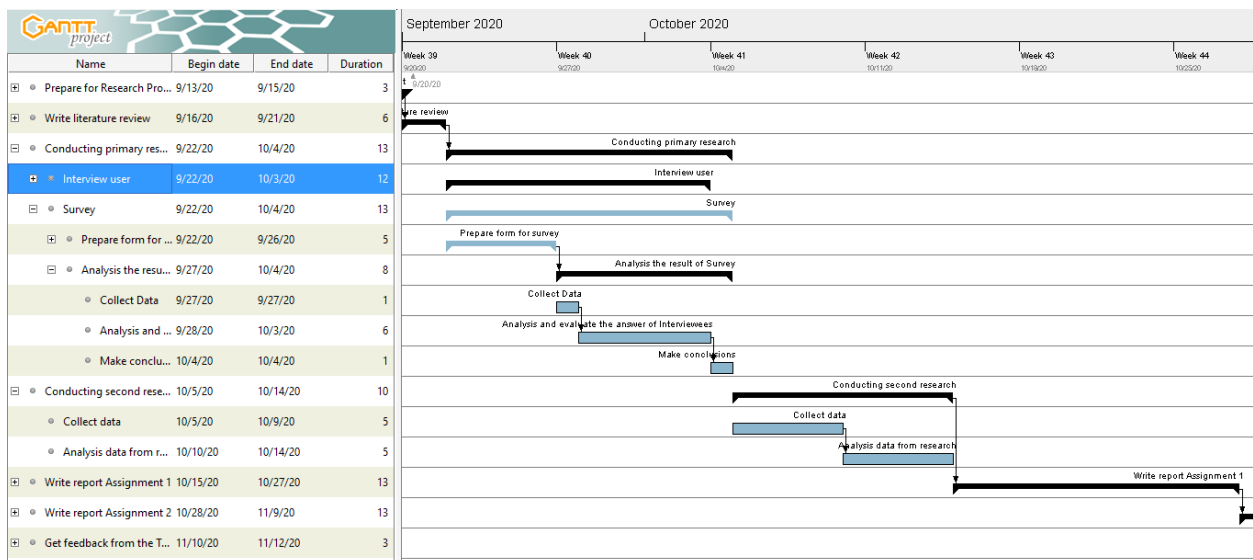 GANTT project
September 2020 October 2020
Name Begin date End date Duration
Week 39 Week 40 Week 41 Week 42 Week 43 Week 44
9/20/20 9/27/20 10/4/20 10/11/20 10/18/20 10/25/20
Prepare for Research Pro... 9/13/20 9/15/20 3
t 9/20/20
Write literature review 9/16/20 9/21/20 6
ture review
Conducting primary res... 9/22/20 10/4/20 13
Conducting primary research
Interview user 9/22/20 10/3/20 12
Interview user
Survey 9/22/20 10/4/20 13
Survey
Prepare form for ... 9/22/20 9/26/20 5
Prepare form for survey
Analysis the resu... 9/27/20 10/4/20 8
Analysis the result of Survey
Collect Data 9/27/20 9/27/20 1
Collect Data
Analysis and ... 9/28/20 10/3/20 6
Analysis and evaluate the answer of Interviewees
Make conclu... 10/4/20 10/4/20 1
Make conclusions
Conducting second rese... 10/5/20 10/14/20 10
Conducting second research
Collect data 10/5/20 10/9/20 5
Collect data
Analysis data from r... 10/10/20 10/14/20 5
Analysis data from research
Write report Assignment 1 10/15/20 10/27/20 13
Write report Assignment 1
Write report Assignment 2 10/28/20 11/9/20 13
Get feedback from the T... 11/10/20 11/12/20 3